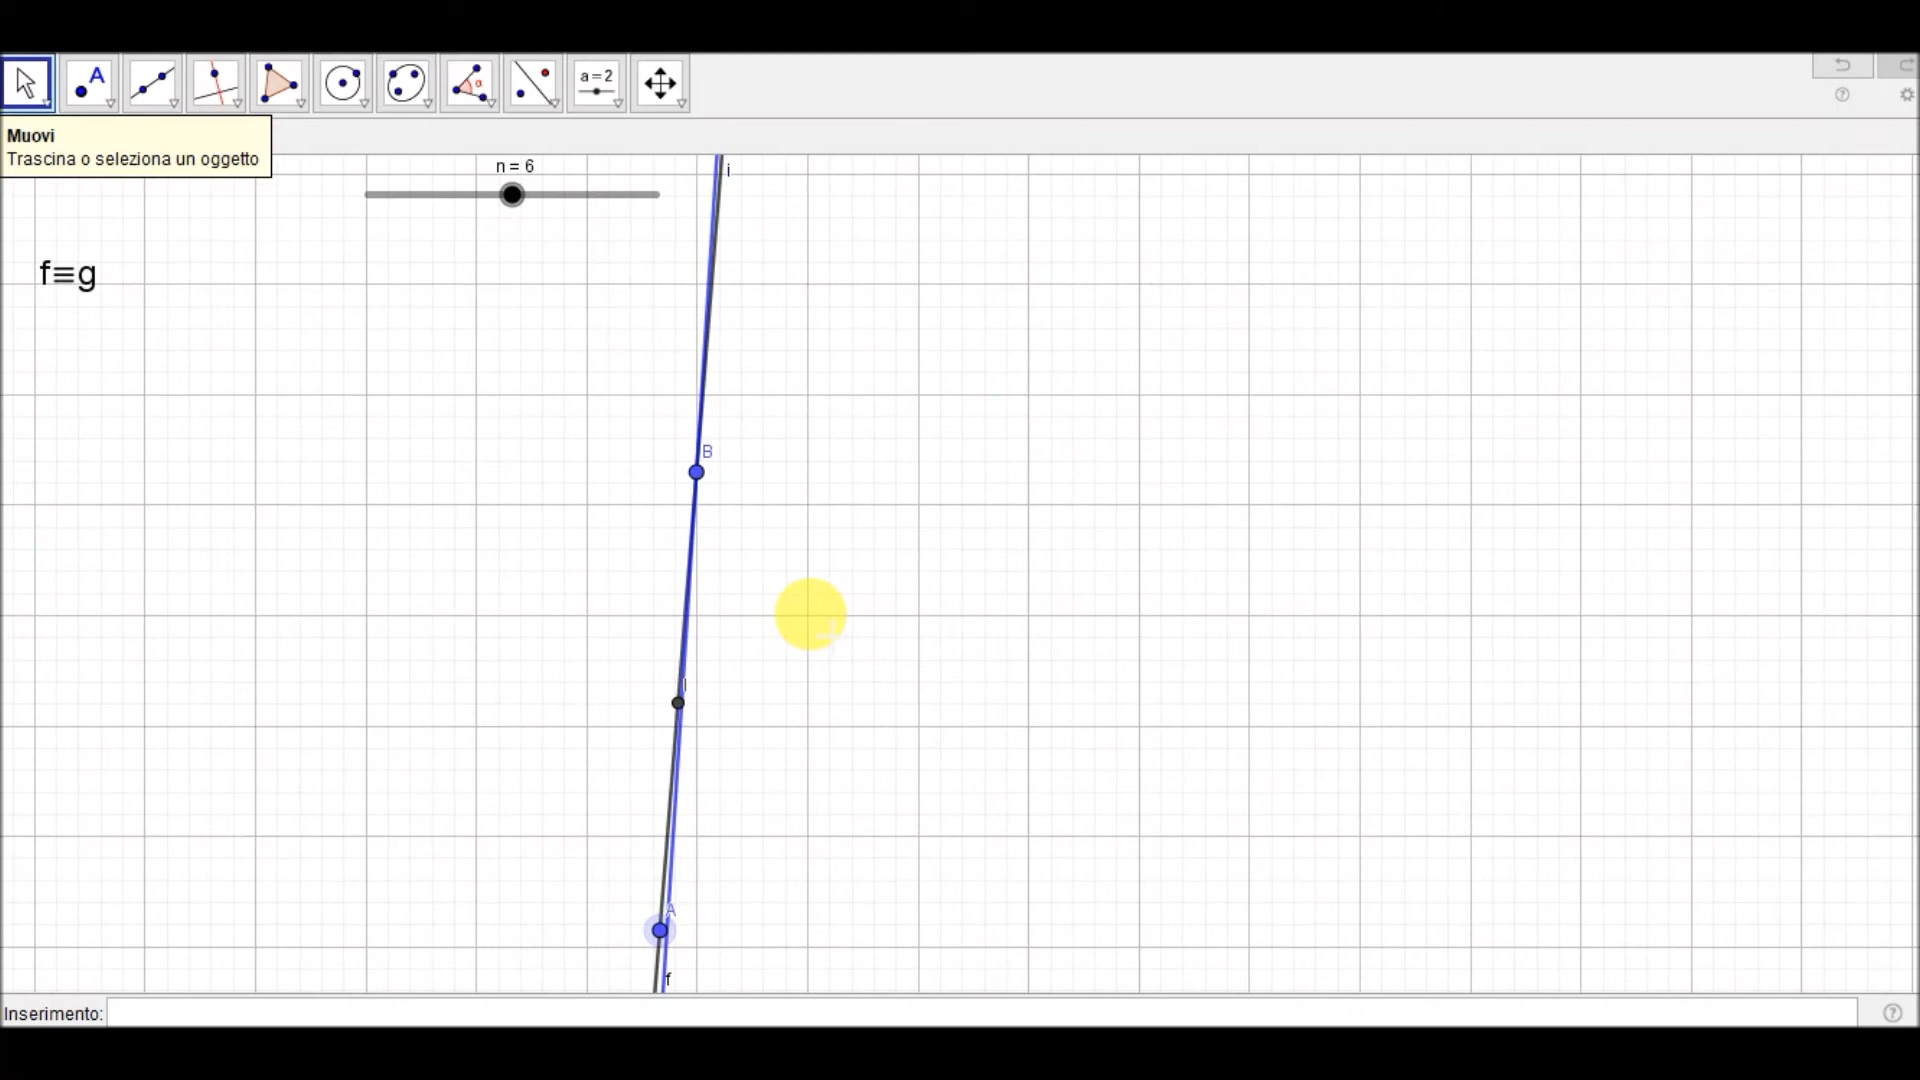 A
α
a=2
Muovi
Trascina o seleziona un oggetto
n = 6
i
f≡g
B
I
A
f
Inserimento: